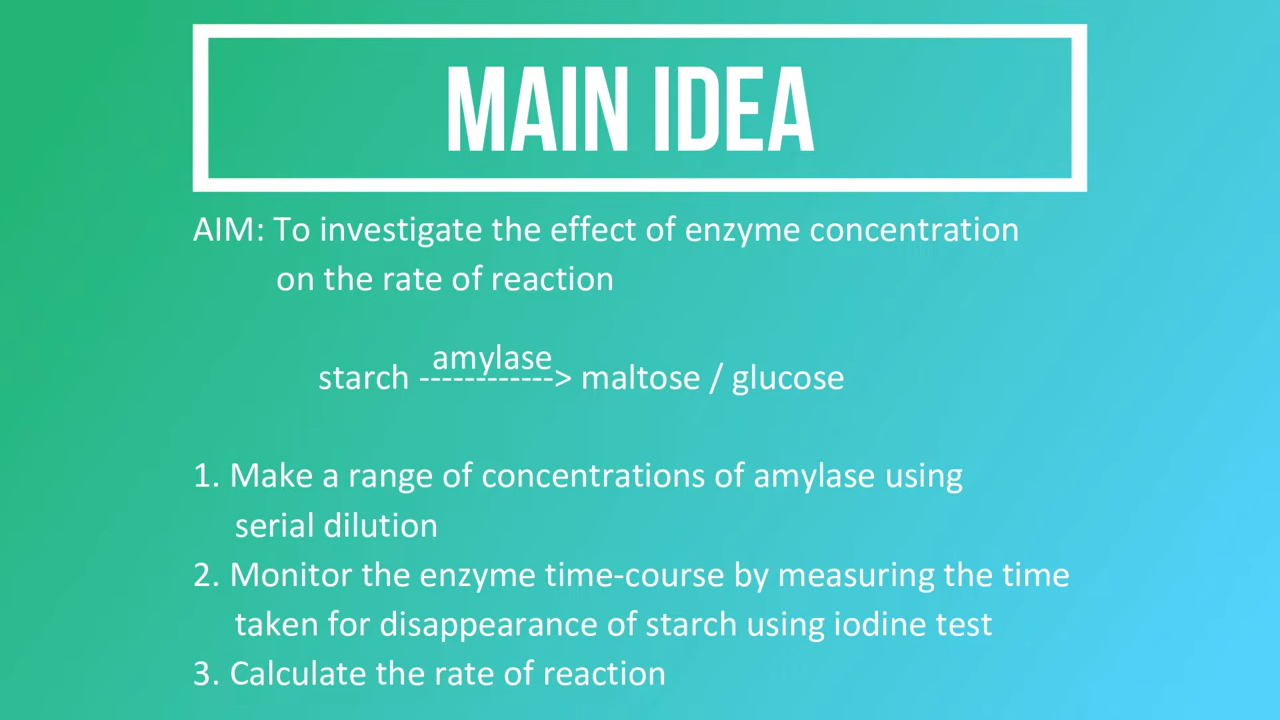 MAIN IDEA
AIM: To investigate the effect of enzyme concentration
on the rate of reaction
amylase
starch ------------> maltose / glucose
1. Make a range of concentrations of amylase using
serial dilution
2. Monitor the enzyme time-course by measuring the time
taken for disappearance of starch using iodine test
3. Calculate the rate of reaction